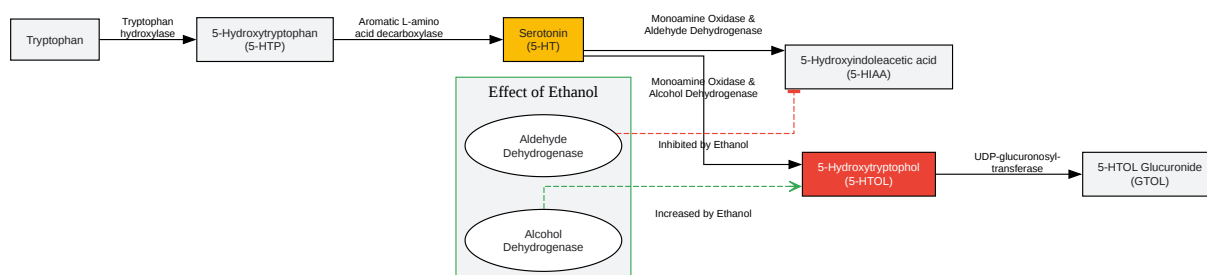 Tryptophan
Tryptophan
hydroxylase
5-Hydroxytryptophan
(5-HTP)
Aromatic L-amino
acid decarboxylase
Serotonin
(5-HT)
Monoamine Oxidase &
Aldehyde Dehydrogenase
5-Hydroxyindoleacetic acid
(5-HIAA)
Monoamine Oxidase &
Alcohol Dehydrogenase
Effect of Ethanol
Aldehyde
Dehydrogenase
Inhibited by Ethanol
5-Hydroxytryptophol
(5-HTOL)
UDP-glucuronosyl-
transferase
5-HTOL Glucuronide
(GTOL)
Increased by Ethanol
Alcohol
Dehydrogenase